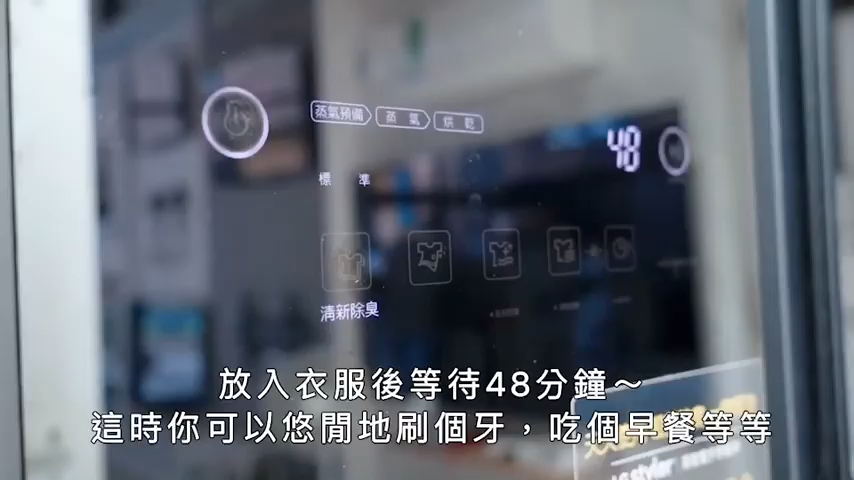 蒸氣預備 蒸氣 烘乾
48
標準
清新除臭
放入衣服後等待48分鐘～
這時你可以悠閒地刷個牙，吃個早餐等等
LG Styler